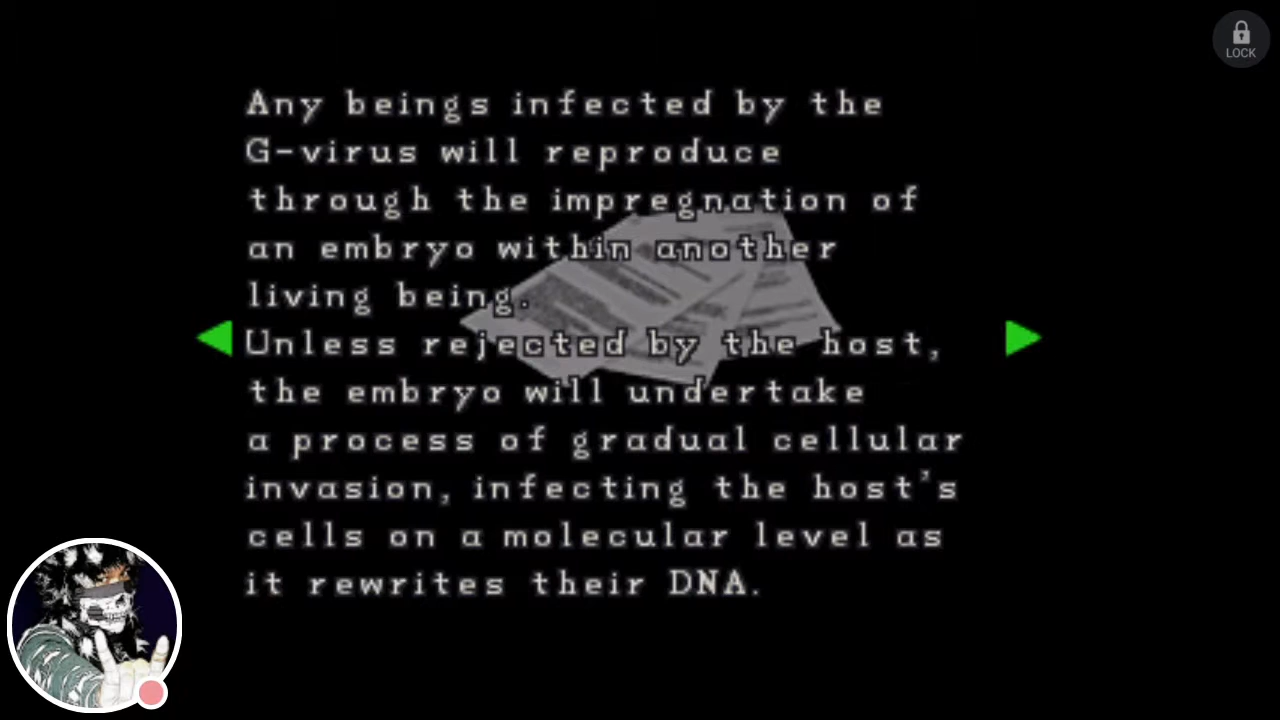 LOCK
Any beings infected by the
G-virus will reproduce
through the impregnation of
an embryo within another
living being.
Unless rejected by the host,
the embryo will undertake
a process of gradual cellular
invasion, infecting the host's
cells on a molecular level as
it rewrites their DNA.